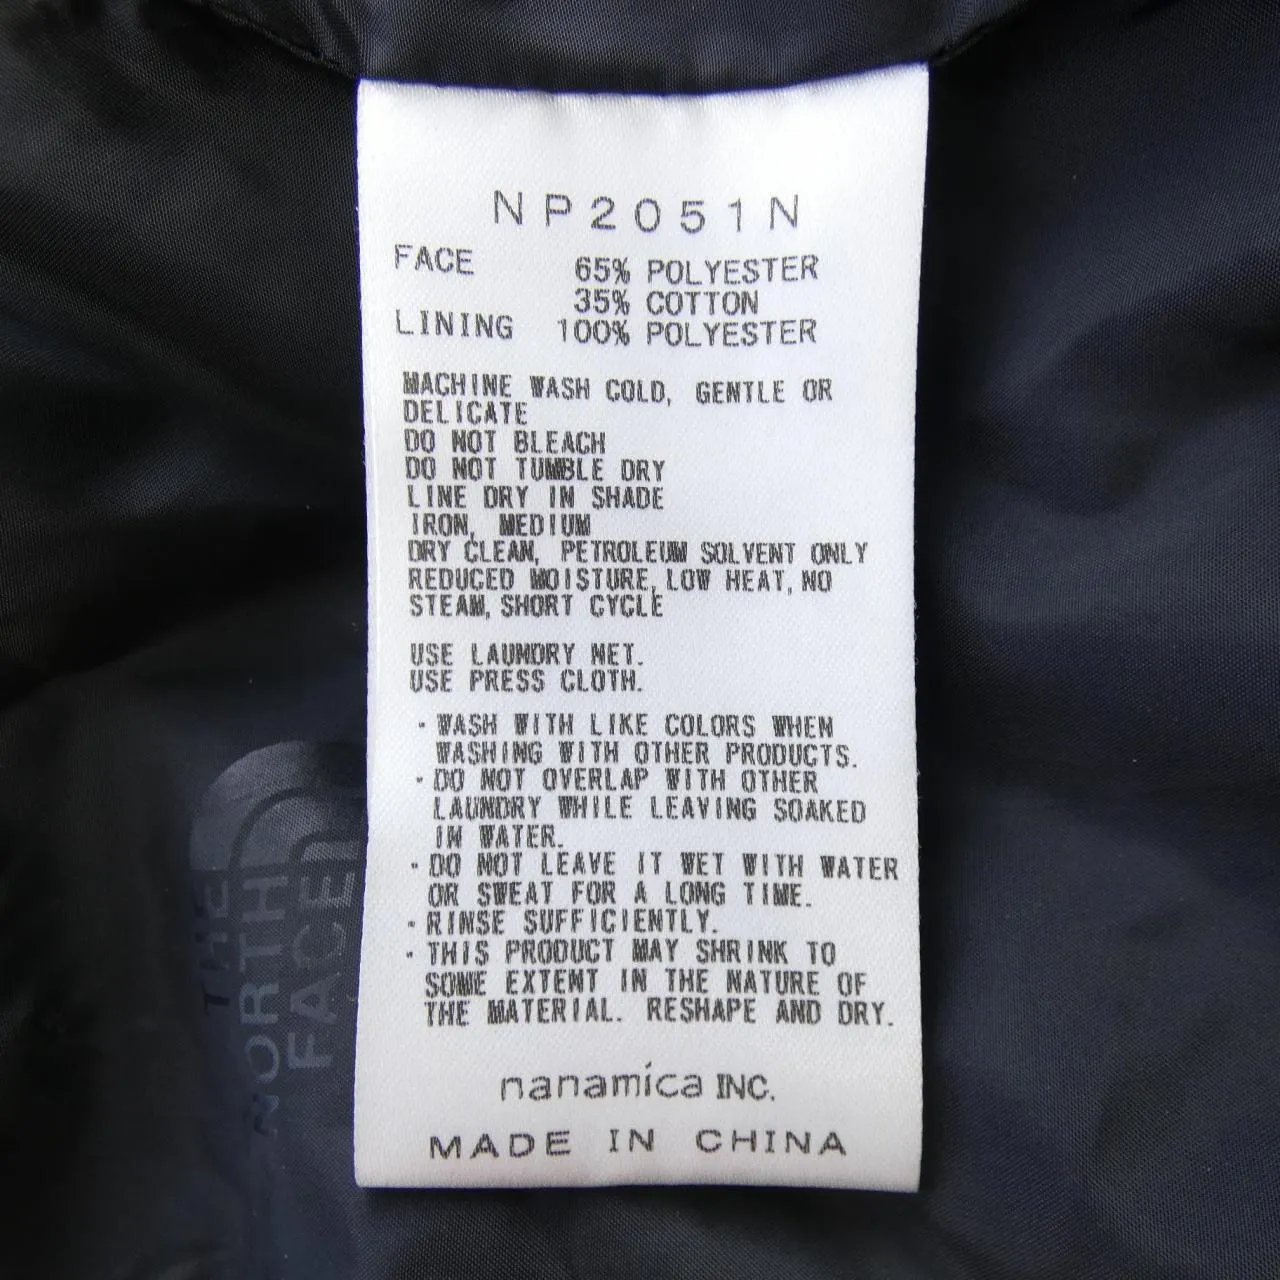 NP2051N
FACE 65% POLYESTER
35% COTTON
LINING 100% POLYESTER
MACHINE WASH COLD, GENTLE OR
DELICATE
DO NOT BLEACH
DO NOT TUMBLE DRY
LINE DRY IN SHADE
IRON, MEDIUM
DRY CLEAN, PETROLEUM SOLVENT ONLY
REDUCED MOISTURE, LOW HEAT, NO
STEAM, SHORT CYCLE
USE LAUNDRY NET.
USE PRESS CLOTH.
・WASH WITH LIKE COLORS WHEN
WASHING WITH OTHER PRODUCTS.
・DO NOT OVERLAP WITH OTHER
LAUNDRY WHILE LEAVING SOAKED
IN WATER.
・DO NOT LEAVE IT WET WITH WATER
OR SWEAT FOR A LONG TIME.
・RINSE SUFFICIENTLY.
・THIS PRODUCT MAY SHRINK TO
SOME EXTENT IN THE NATURE OF
THE MATERIAL. RESHAPE AND DRY.
nanamica INC.
MADE IN CHINA
THE
NORTH
FACE